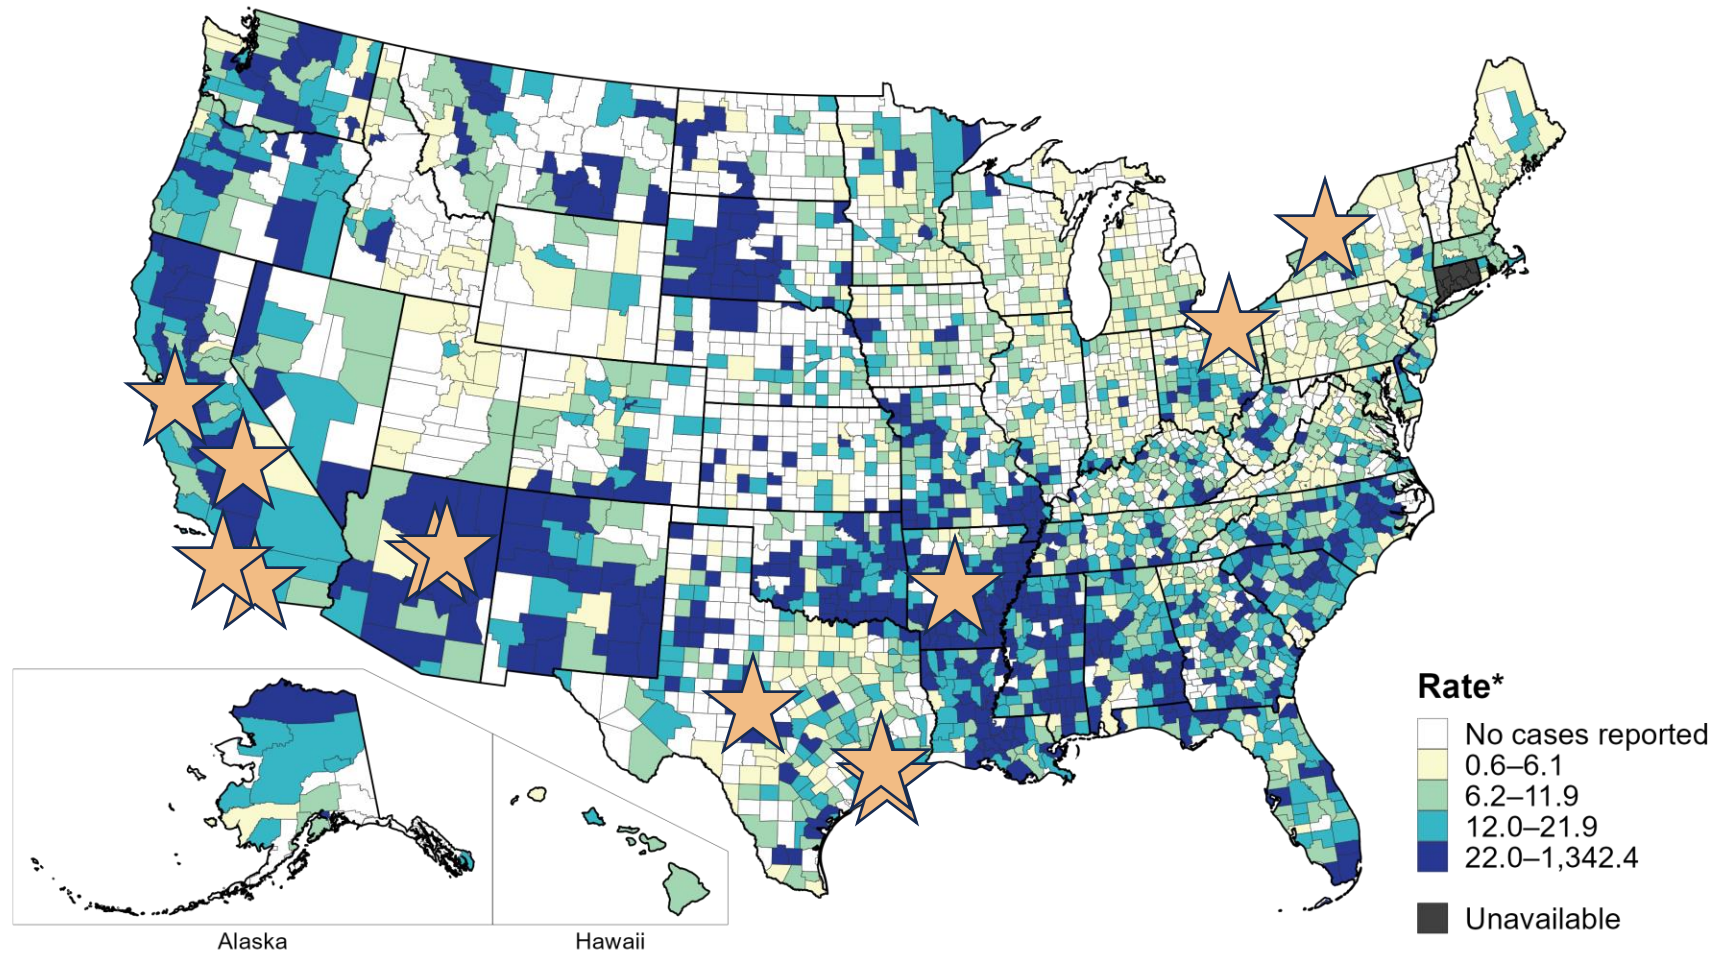 Rate*
No cases reported
0.6–6.1
6.2–11.9
12.0–21.9
22.0–1,342.4
Unavailable
Alaska
Hawaii